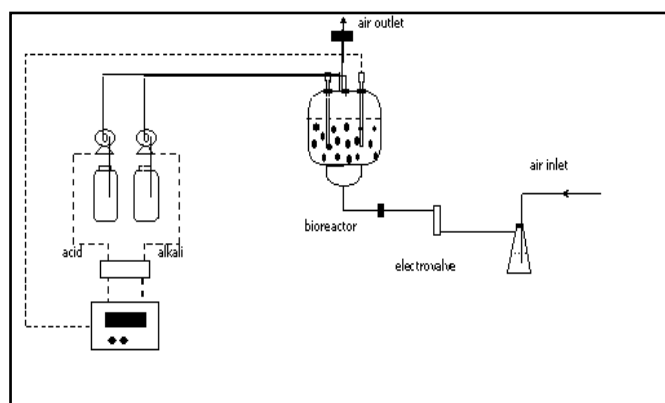 air outlet
air inlet
bioreactor
electrovalve
acid
alkali